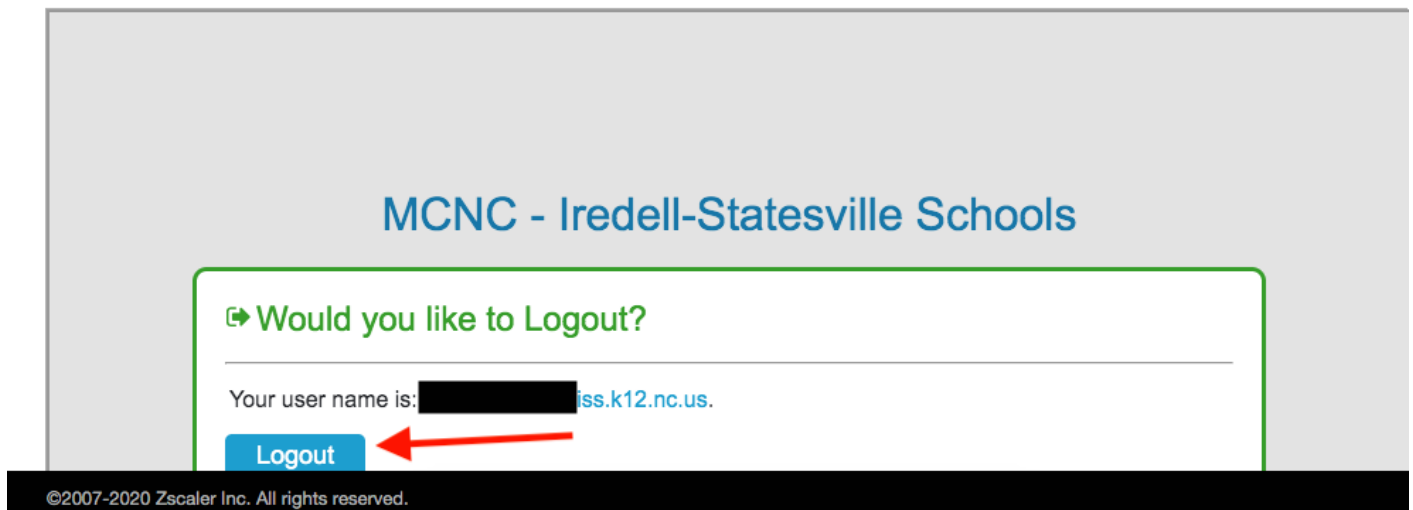 MCNC - Iredell-Statesville Schools
Would you like to Logout?
Your user name is: iss.k12.nc.us.
Logout
©2007-2020 Zscaler Inc. All rights reserved.